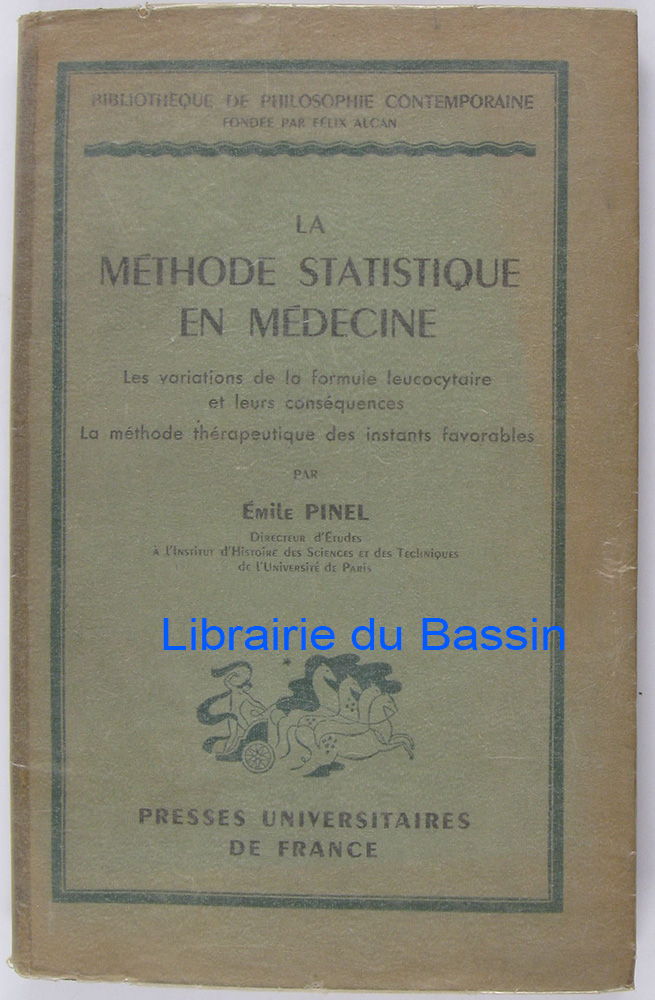 BIBLIOTHÈQUE DE PHILOSOPHIE CONTEMPORAINE
FONDÉE PAR FÉLIX ALCAN
LA
MÉTHODE STATISTIQUE
EN MÉDECINE
Les variations de la formule leucocytaire
et leurs conséquences
La méthode thérapeutique des instants favorables
PAR
ÉMILE PINEL
DIRECTEUR D'ÉTUDES
À L'INSTITUT D'HISTOIRE DES SCIENCES ET DES TECHNIQUES
DE L'UNIVERSITÉ DE PARIS
Librairie du Bassin
PRESSES UNIVERSITAIRES
DE FRANCE